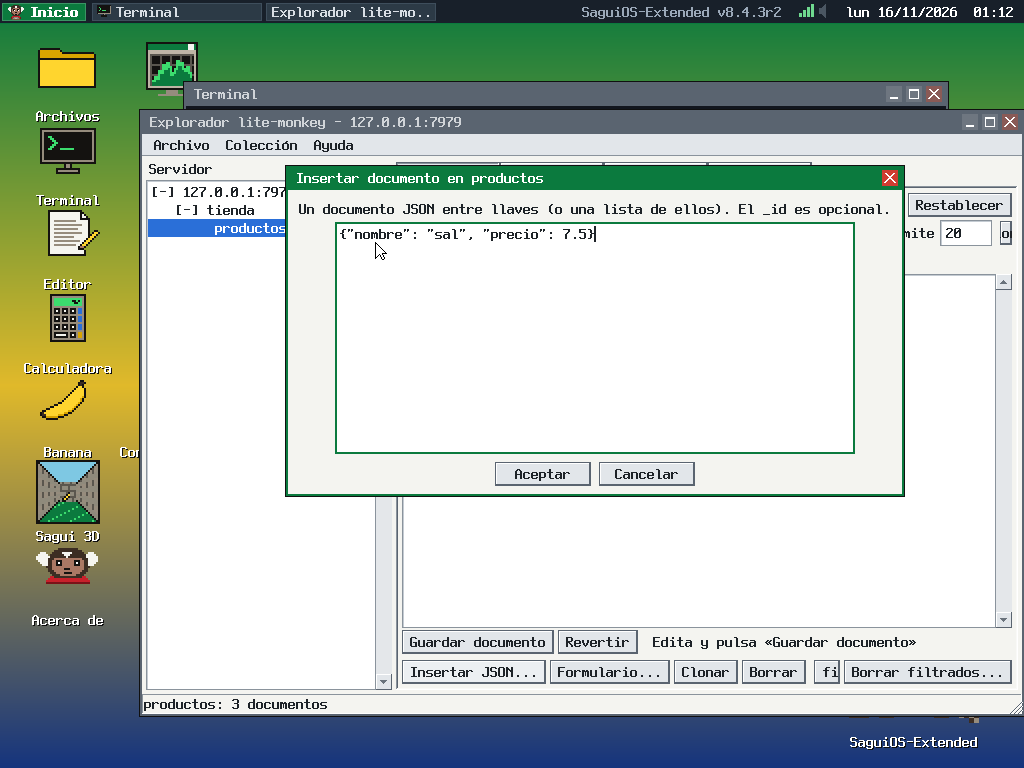 Inicio
Terminal
Explorador lite-mo..
SaguiOS-Extended v8.4.3r2
lun 16/11/2026
01:12
Archivos
Terminal
Editor
Calculadora
Banana
Sagui 3D
Acerca de
Terminal
Explorador lite-monkey - 127.0.0.1:7979
Archivo
Colección
Ayuda
Servidor
[-] 127.0.0.1:797
[-] tienda
productos
Restablecer
mite
20
Insertar documento en productos
Un documento JSON entre llaves (o una lista de ellos). El _id es opcional.
{"nombre": "sal", "precio": 7.5}
Aceptar
Cancelar
Guardar documento
Revertir
Edita y pulsa «Guardar documento»
Insertar JSON...
Formulario...
Clonar
Borrar
fi
Borrar filtrados...
productos: 3 documentos
SaguiOS-Extended